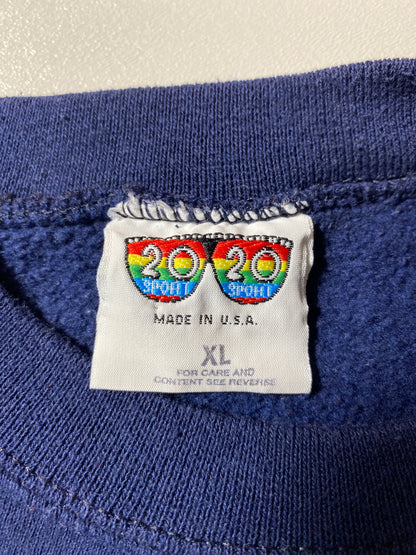 20 20
SPORT SPORT
MADE IN U.S.A.
XL
FOR CARE AND
CONTENT SEE REVERSE